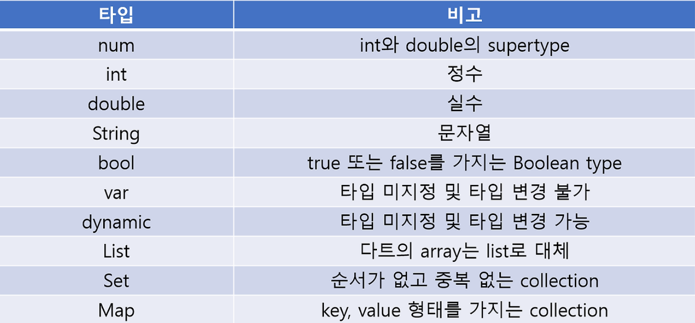 타입 비고
num int와 double의 supertype
int 정수
double 실수
String 문자열
bool true 또는 false를 가지는 Boolean type
var 타입 미지정 및 타입 변경 불가
dynamic 타입 미지정 및 타입 변경 가능
List 다트의 array는 list로 대체
Set 순서가 없고 중복 없는 collection
Map key, value 형태를 가지는 collection